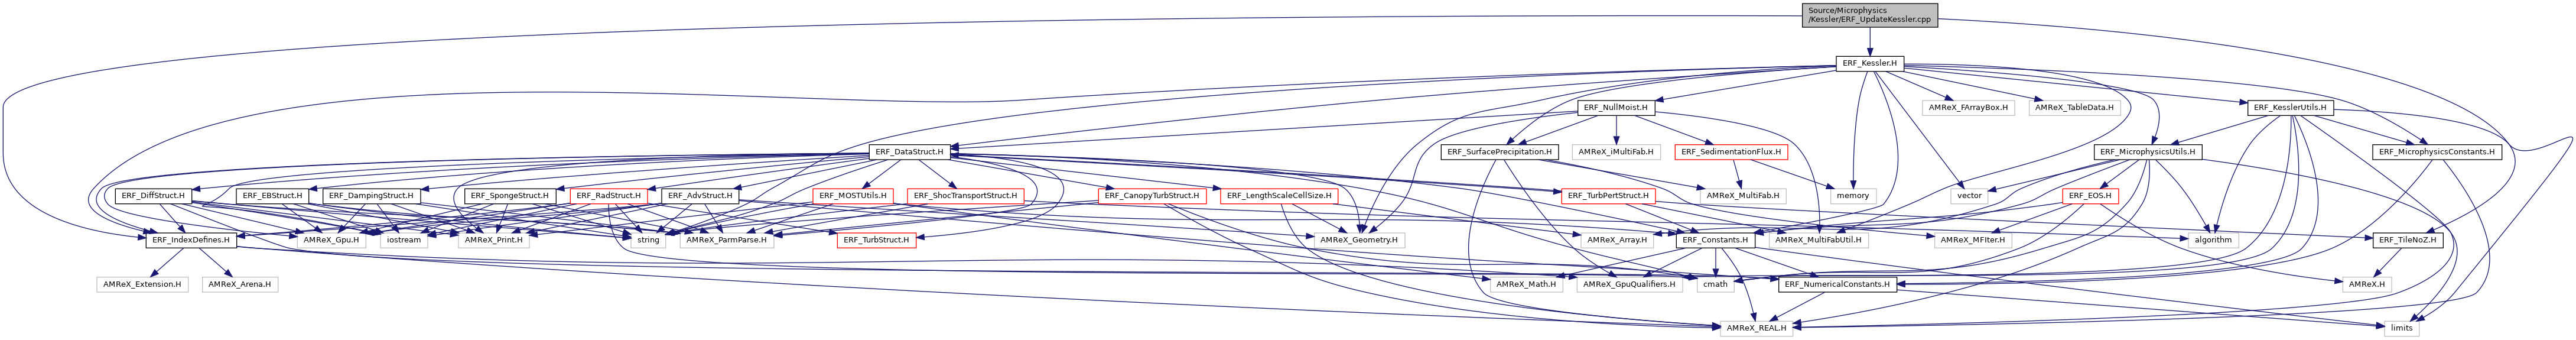 Source/Microphysics
/Kessler/ERF_UpdateKessler.cpp
ERF_Kessler.H
ERF_NullMoist.H
AMReX_FArrayBox.H
AMReX_TableData.H
ERF_KesslerUtils.H
ERF_DataStruct.H
ERF_SurfacePrecipitation.H
AMReX_iMultiFab.H
ERF_SedimentationFlux.H
ERF_MicrophysicsUtils.H
ERF_MicrophysicsConstants.H
ERF_DiffStruct.H
ERF_EBStruct.H
ERF_DampingStruct.H
ERF_SpongeStruct.H
ERF_RadStruct.H
ERF_AdvStruct.H
ERF_MOSTUtils.H
ERF_ShocTransportStruct.H
ERF_CanopyTurbStruct.H
ERF_LengthScaleCellSize.H
ERF_TurbPertStruct.H
AMReX_MultiFab.H
memory
vector
ERF_EOS.H
ERF_IndexDefines.H
AMReX_Gpu.H
iostream
AMReX_Print.H
string
AMReX_ParmParse.H
ERF_TurbStruct.H
AMReX_Geometry.H
AMReX_Array.H
ERF_Constants.H
AMReX_MultiFabUtil.H
AMReX_MFIter.H
algorithm
ERF_TileNoZ.H
AMReX_Extension.H
AMReX_Arena.H
AMReX_Math.H
AMReX_GpuQualifiers.H
cmath
ERF_NumericalConstants.H
AMReX.H
AMReX_REAL.H
limits